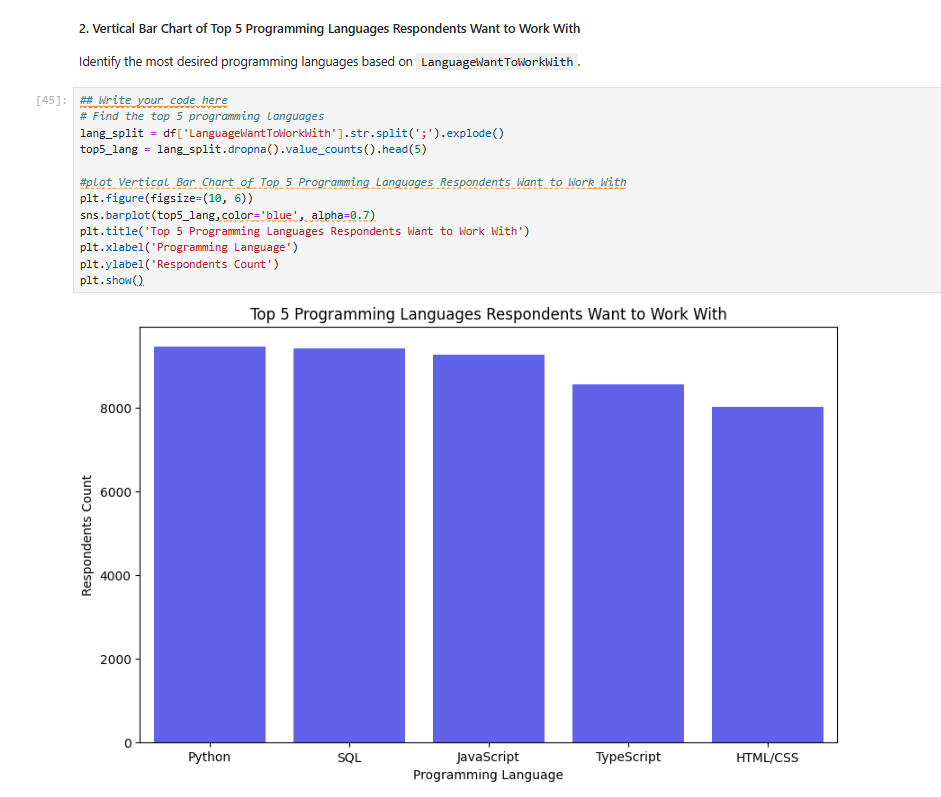 2. Vertical Bar Chart of Top 5 Programming Languages Respondents Want to Work With
Identify the most desired programming languages based on LanguageWantToWorkWith .
[45]:
## Write your code here
# Find the top 5 programming languages
lang_split = df['LanguageWantToWorkWith'].str.split(';').explode()
top5_lang = lang_split.dropna().value_counts().head(5)
#plot Vertical Bar Chart of Top 5 Programming Languages Respondents Want to Work With
plt.figure(figsize=(10, 6))
sns.barplot(top5_lang,color='blue', alpha=0.7)
plt.title('Top 5 Programming Languages Respondents Want to Work With')
plt.xlabel('Programming Language')
plt.ylabel('Respondents Count')
plt.show()
Top 5 Programming Languages Respondents Want to Work With
Respondents Count
8000
6000
4000
2000
0
Python SQL JavaScript TypeScript HTML/CSS
Programming Language